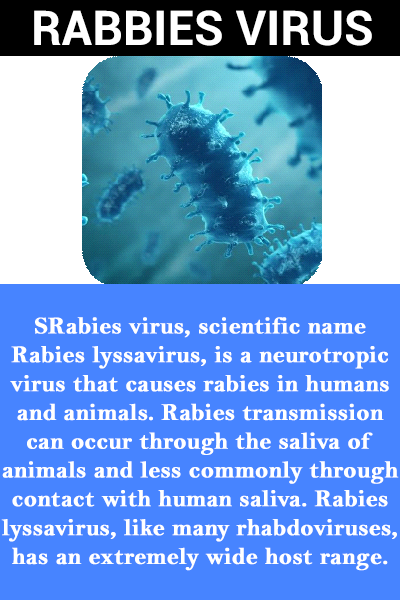 RABBIES VIRUS
SRabies virus, scientific name
Rabies lyssavirus, is a neurotropic
virus that causes rabies in humans
and animals. Rabies transmission
can occur through the saliva of
animals and less commonly through
contact with human saliva. Rabies
lyssavirus, like many rhabdoviruses,
has an extremely wide host range.